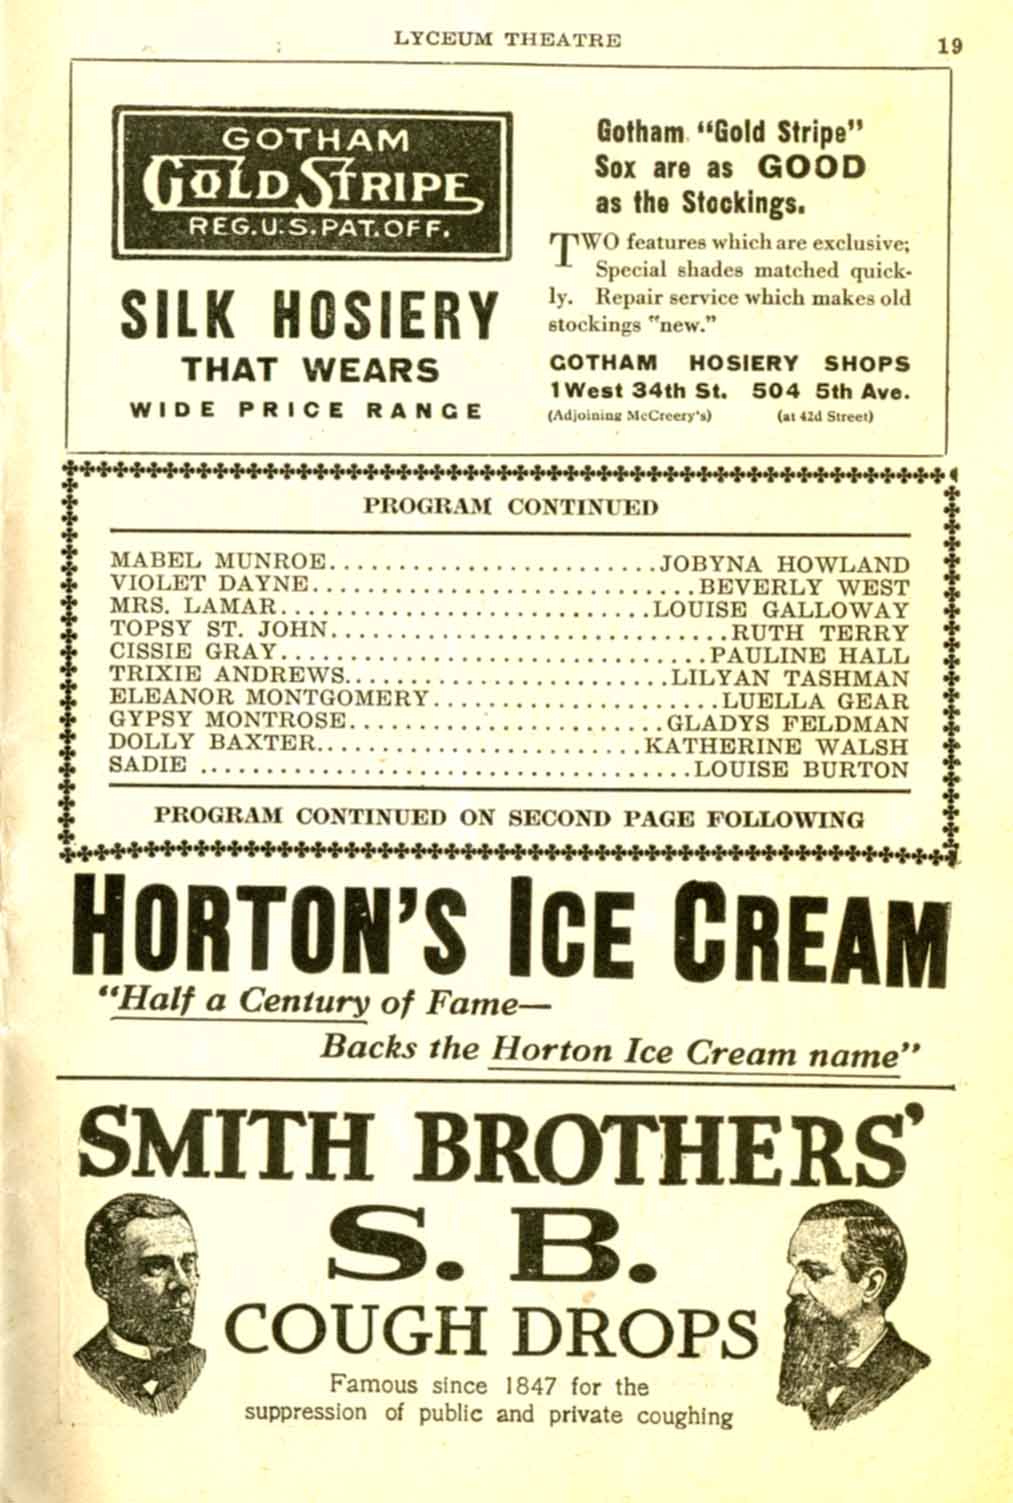 LYCEUM THEATRE
19
GOTHAM
GOLD STRIPE
REG.U.S.PAT.OFF.
SILK HOSIERY
THAT WEARS
WIDE PRICE RANGE
Gotham "Gold Stripe"
Sox are as GOOD
as the Stockings.
TWO features which are exclusive;
Special shades matched quick-
ly. Repair service which makes old
stockings "new."
GOTHAM HOSIERY SHOPS
1 West 34th St. 504 5th Ave.
(Adjoining McCreery's) (at 42d Street)
PROGRAM CONTINUED
MABEL MUNROE........................JOBYNA HOWLAND
VIOLET DAYNE............................BEVERLY WEST
MRS. LAMAR...........................LOUISE GALLOWAY
TOPSY ST. JOHN.............................RUTH TERRY
CISSIE GRAY...............................PAULINE HALL
TRIXIE ANDREWS........................LILYAN TASHMAN
ELEANOR MONTGOMERY.....................LUELLA GEAR
GYPSY MONTROSE.......................GLADYS FELDMAN
DOLLY BAXTER........................KATHERINE WALSH
SADIE ....................................LOUISE BURTON
PROGRAM CONTINUED ON SECOND PAGE FOLLOWING
HORTON'S ICE CREAM
"Half a Century of Fame—
Backs the Horton Ice Cream name"
SMITH BROTHERS'
S. B.
COUGH DROPS
Famous since 1847 for the
suppression of public and private coughing